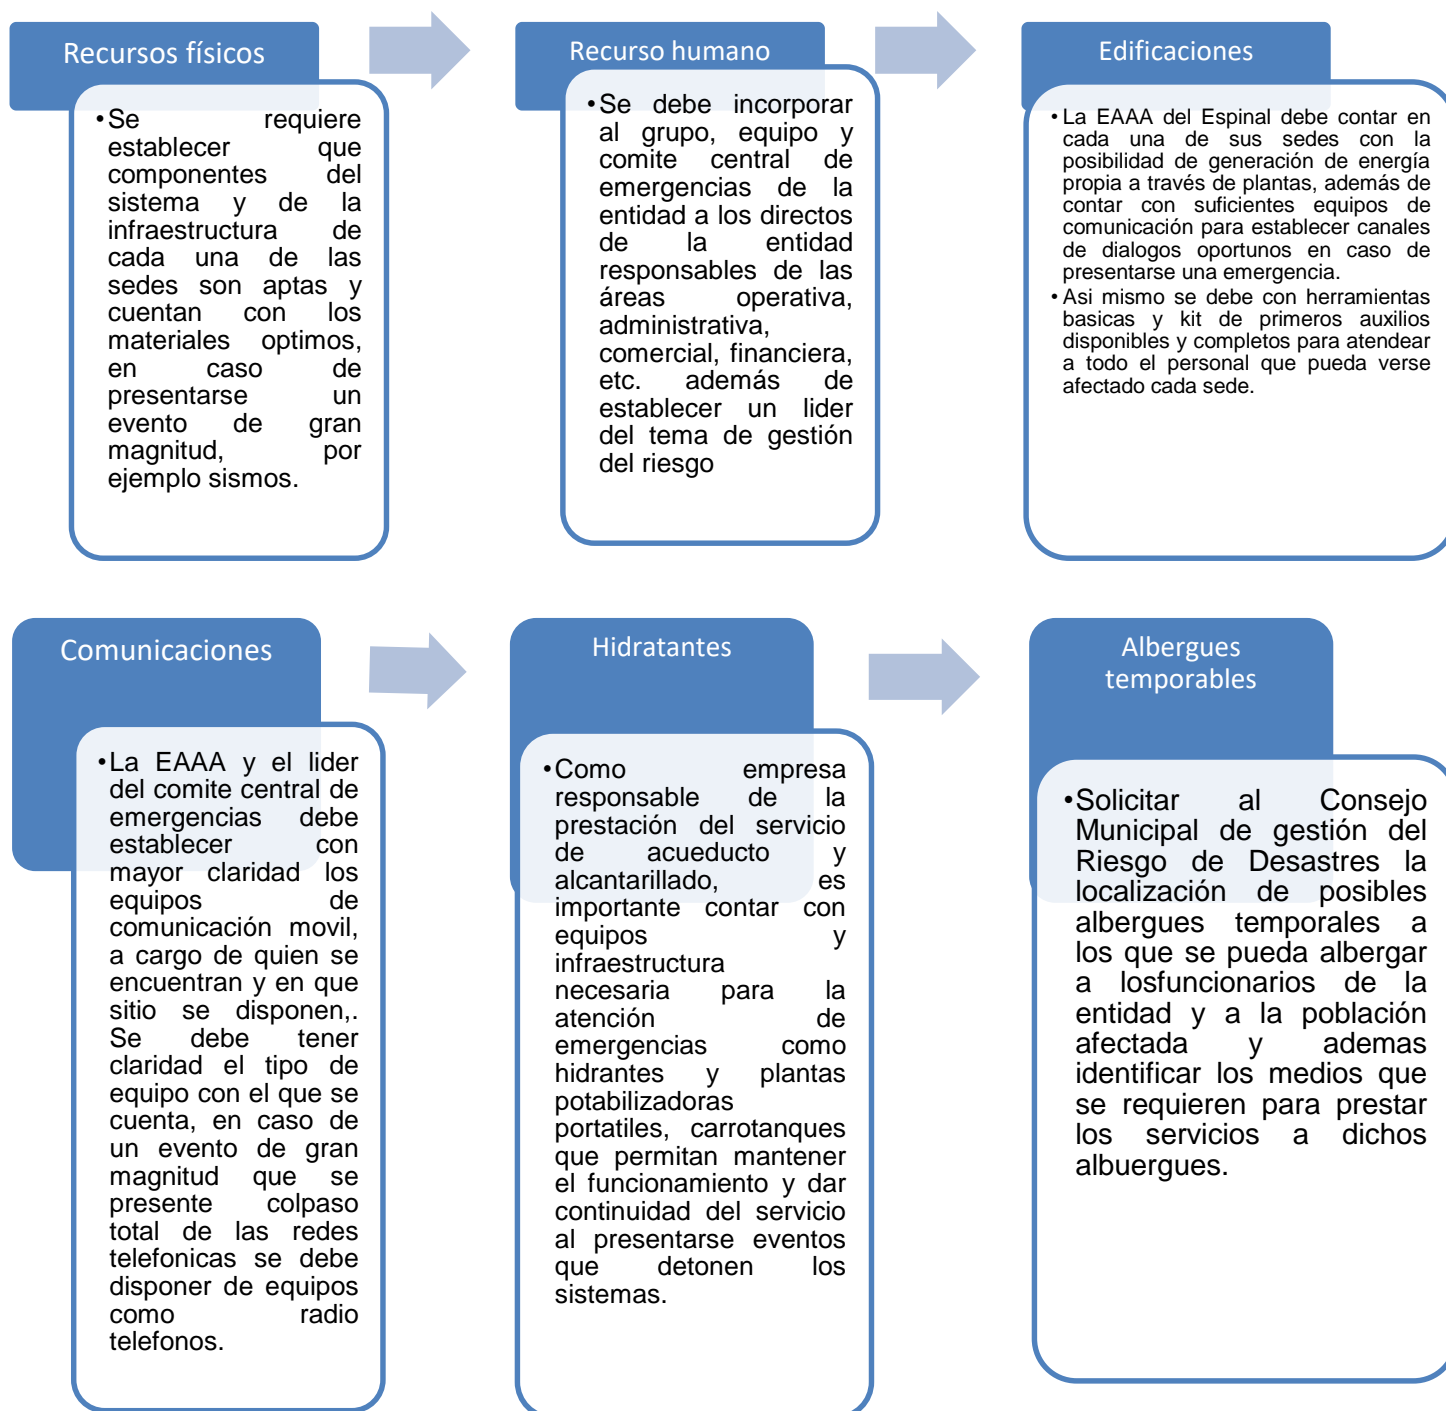 Recursos físicos
•Se requiere
establecer que
componentes del
sistema y de la
infraestructura de
cada una de las
sedes son aptas y
cuentan con los
materiales optimos,
en caso de
presentarse un
evento de gran
magnitud, por
ejemplo sismos.
Recurso humano
•Se debe incorporar
al grupo, equipo y
comite central de
emergencias de la
entidad a los directos
de la entidad
responsables de las
áreas operativa,
administrativa,
comercial, financiera,
etc. además de
establecer un lider
del tema de gestión
del riesgo
Edificaciones
• La EAAA del Espinal debe contar en
cada una de sus sedes con la
posibilidad de generación de energía
propia a través de plantas, además de
contar con suficientes equipos de
comunicación para establecer canales
de dialogos oportunos en caso de
presentarse una emergencia.
• Asi mismo se debe con herramientas
basicas y kit de primeros auxilios
disponibles y completos para atendear
a todo el personal que pueda verse
afectado cada sede.
Comunicaciones
•La EAAA y el lider
del comite central de
emergencias debe
establecer con
mayor claridad los
equipos de
comunicación movil,
a cargo de quien se
encuentran y en que
sitio se disponen,.
Se debe tener
claridad el tipo de
equipo con el que se
cuenta, en caso de
un evento de gran
magnitud que se
presente colpaso
total de las redes
telefonicas se debe
disponer de equipos
como radio
telefonos.
Hidratantes
•Como empresa
responsable de la
prestación del servicio
de acueducto y
alcantarillado, es
importante contar con
equipos y
infraestructura
necesaria para la
atención de
emergencias como
hidrantes y plantas
potabilizadoras
portatiles, carrotanques
que permitan mantener
el funcionamiento y dar
continuidad del servicio
al presentarse eventos
que detonen los
sistemas.
Albergues
temporables
•Solicitar al Consejo
Municipal de gestión del
Riesgo de Desastres la
localización de posibles
albergues temporales a
los que se pueda albergar
a losfuncionarios de la
entidad y a la población
afectada y ademas
identificar los medios que
se requieren para prestar
los servicios a dichos
albuergues.